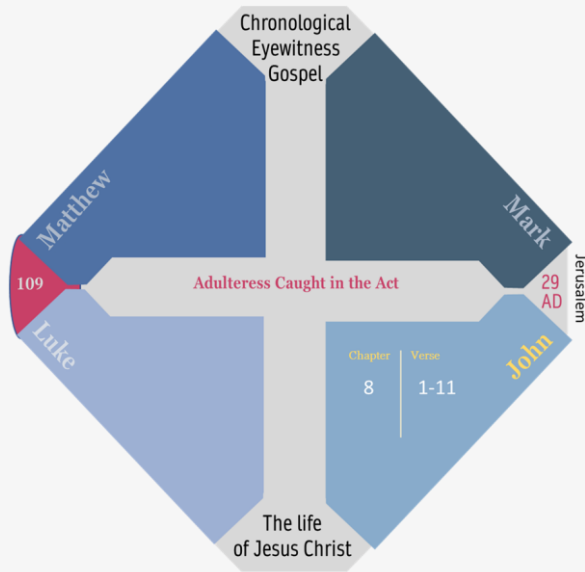 Chronological
Eyewitness
Gospel
Matthew
Mark
109
Adulteress Caught in the Act
29
AD
Jerusalem
Luke
John
Chapter
Verse
8
1-11
The life
of Jesus Christ